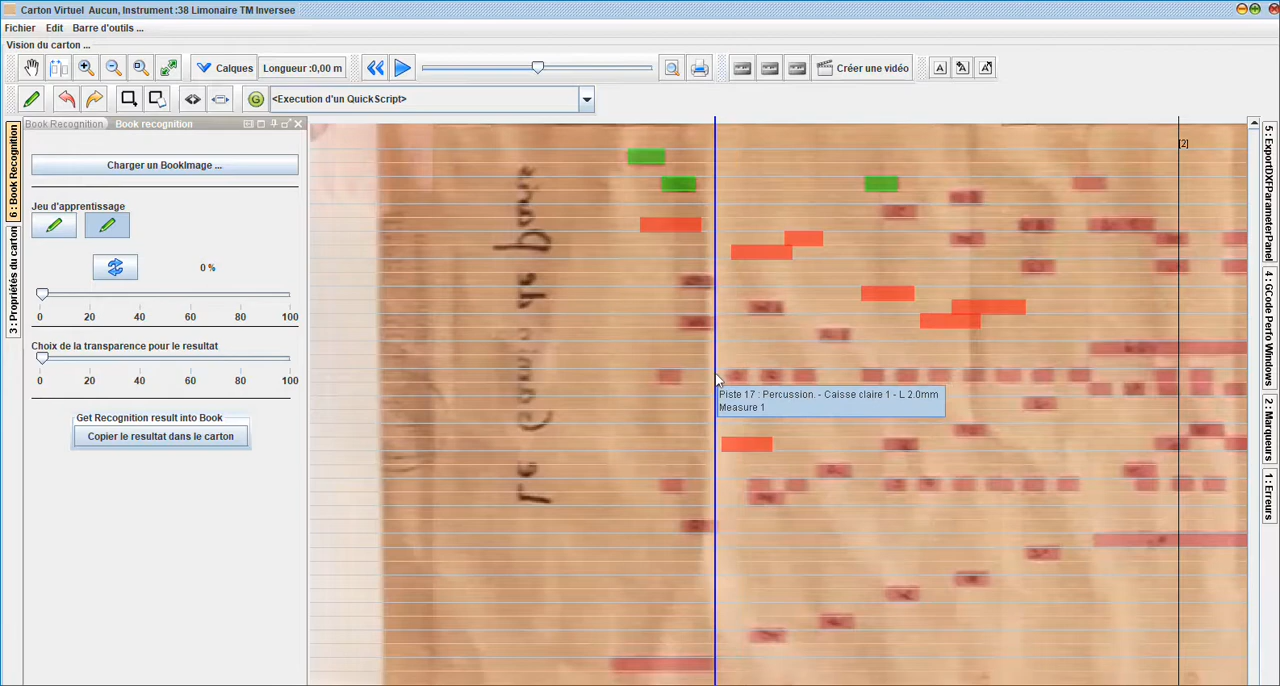 Carton Virtuel  Aucun, Instrument :38 Limonaire TM Inversee
Fichier Edit Barre d'outils ...
Vision du carton ...
Calques Longueur :0,00 m Créer une vidéo A A A
G <Execution d'un QuickScript>
Book Recognition Book recognition
Charger un BookImage ...
Jeu d'apprentissage
0 %
0 20 40 60 80 100
Choix de la transparence pour le resultat
0 20 40 60 80 100
Get Recognition result into Book
Copier le resultat dans le carton
6 : Book Recognition
3 : Propriétés du carton
[2]
Piste 17 : Percussion. - Caisse claire 1 - L 2.0mm
Measure 1
5 : ExportDXFParameterPanel
4 : GCode Perfo Windows
2 : Marqueurs
1 : Erreurs